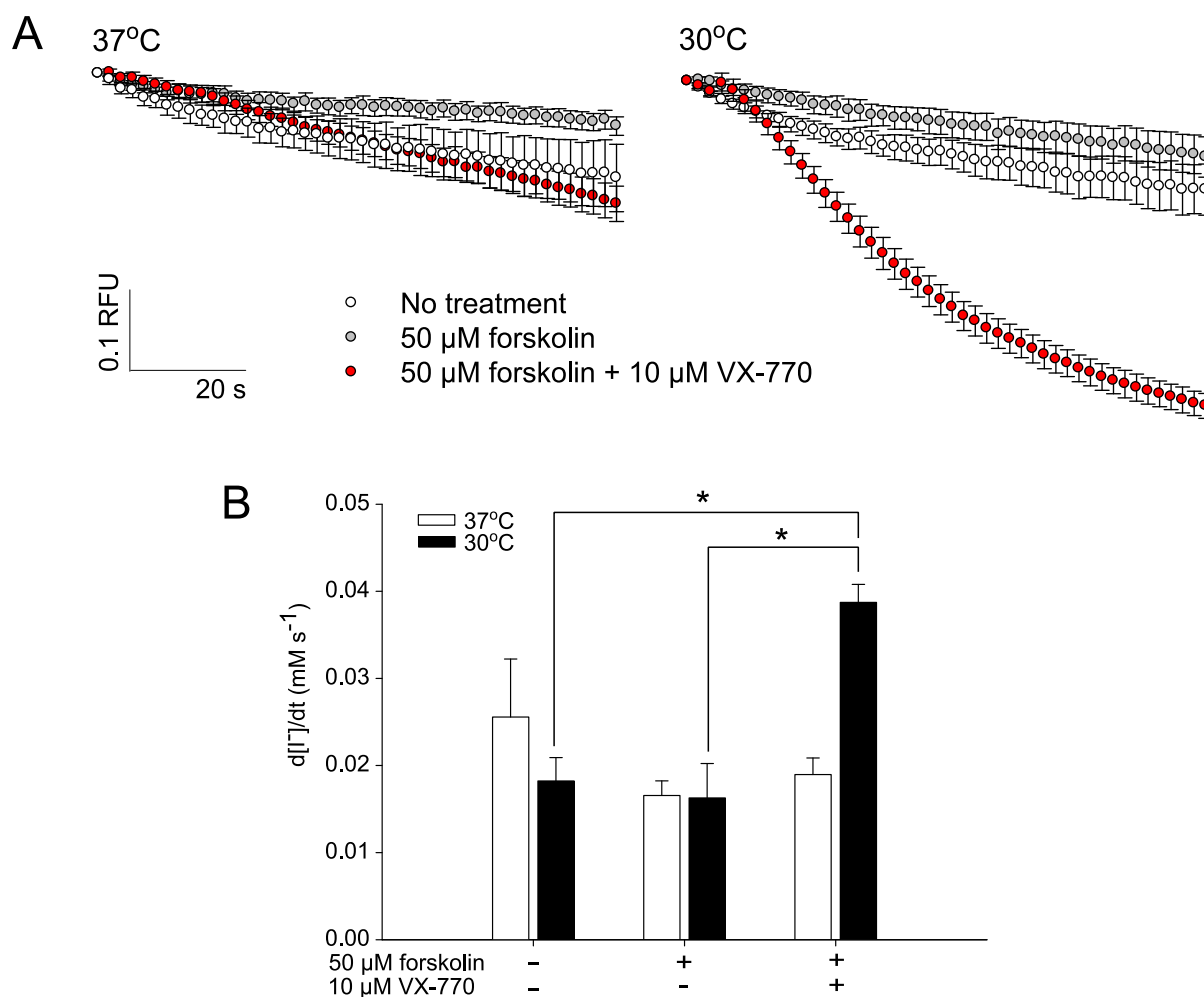 A
37°C
30°C
0.1 RFU
20 s
No treatment
50 µM forskolin
50 µM forskolin + 10 µM VX-770
B
37°C
30°C
*
*
d[I⁻]/dt (mM s⁻¹)
0.05
0.04
0.03
0.02
0.01
0.00
50 µM forskolin – + +
10 µM VX-770 – - +